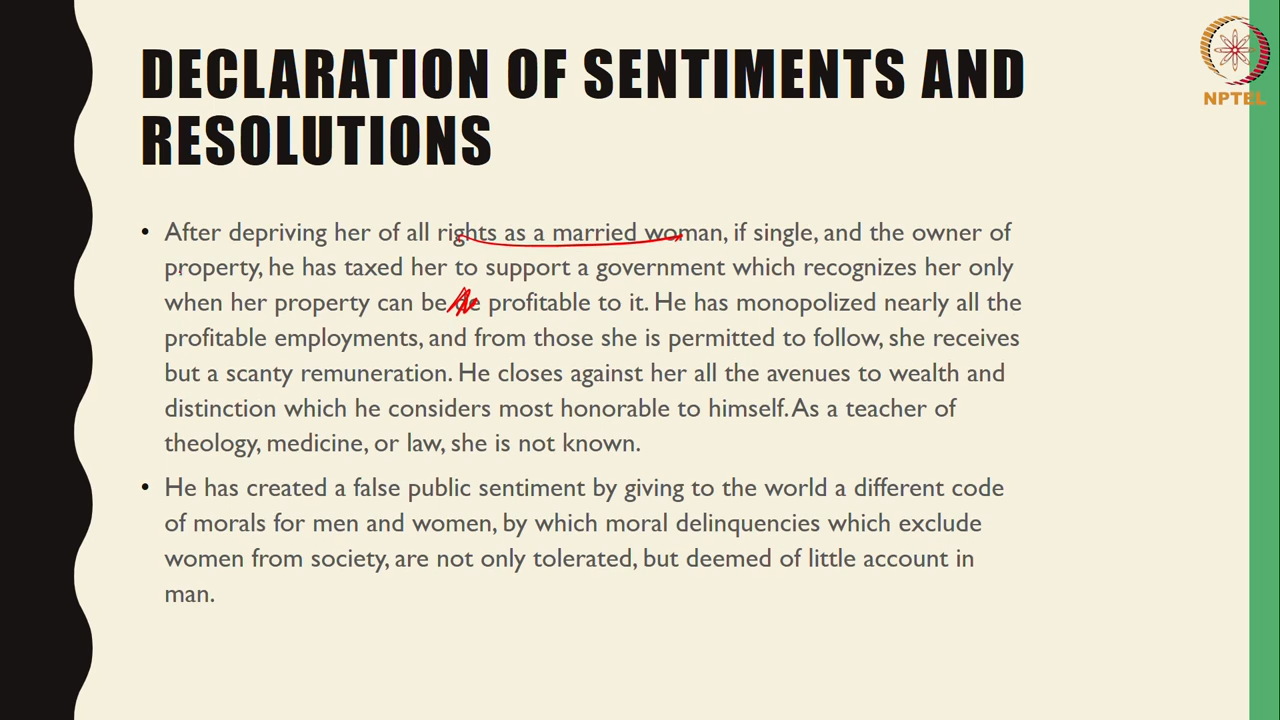 DECLARATION OF SENTIMENTS AND
RESOLUTIONS
NPTEL
• After depriving her of all rights as a married woman, if single, and the owner of
property, he has taxed her to support a government which recognizes her only
when her property can be profitable to it. He has monopolized nearly all the
profitable employments, and from those she is permitted to follow, she receives
but a scanty remuneration. He closes against her all the avenues to wealth and
distinction which he considers most honorable to himself. As a teacher of
theology, medicine, or law, she is not known.
• He has created a false public sentiment by giving to the world a different code
of morals for men and women, by which moral delinquencies which exclude
women from society, are not only tolerated, but deemed of little account in
man.